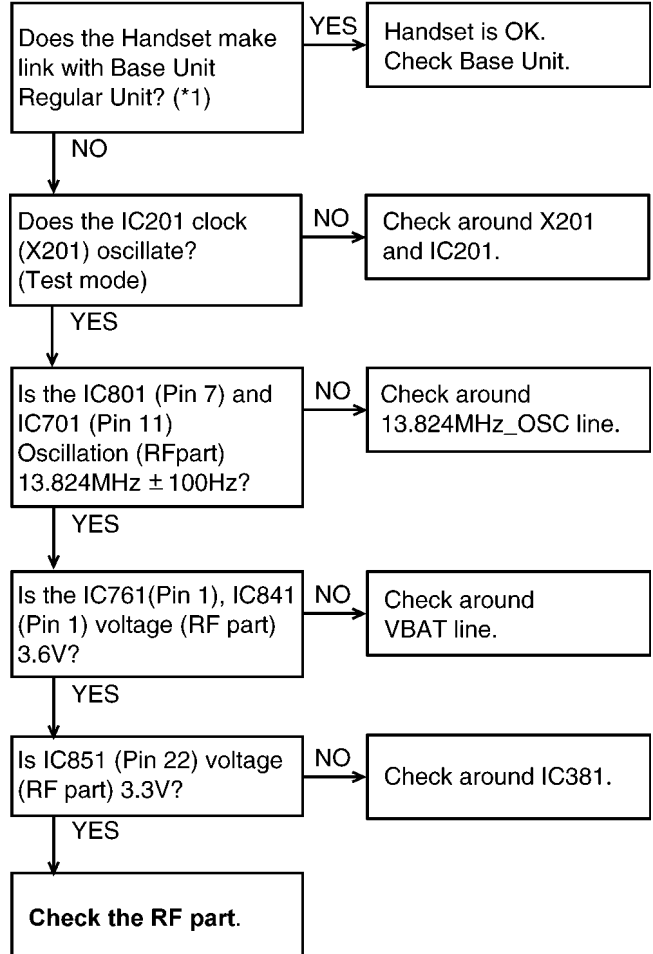 Does the Handset make
link with Base Unit
Regular Unit? (*1)
YES
Handset is OK.
Check Base Unit.
NO
Does the IC201 clock
(X201) oscillate?
(Test mode)
NO
Check around X201
and IC201.
YES
Is the IC801 (Pin 7) and
IC701 (Pin 11)
Oscillation (RFpart)
13.824MHz ± 100Hz?
NO
Check around
13.824MHz_OSC line.
YES
Is the IC761(Pin 1), IC841
(Pin 1) voltage (RF part)
3.6V?
NO
Check around
VBAT line.
YES
Is IC851 (Pin 22) voltage
(RF part) 3.3V?
NO
Check around IC381.
YES
Check the RF part.